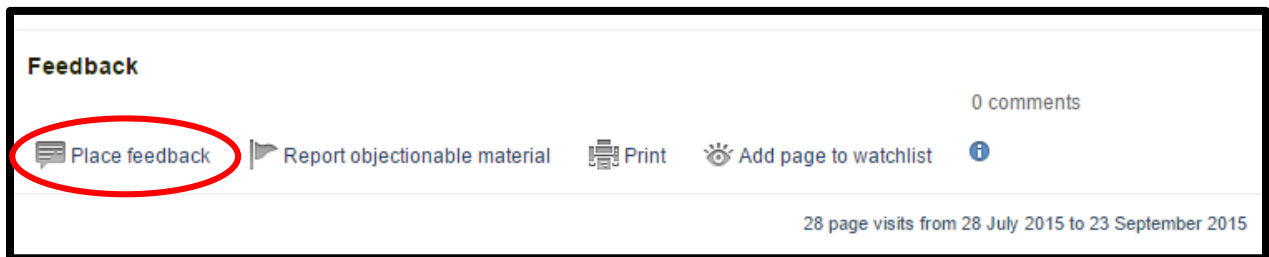 Feedback
0 comments
Place feedback Report objectionable material Print Add page to watchlist
28 page visits from 28 July 2015 to 23 September 2015